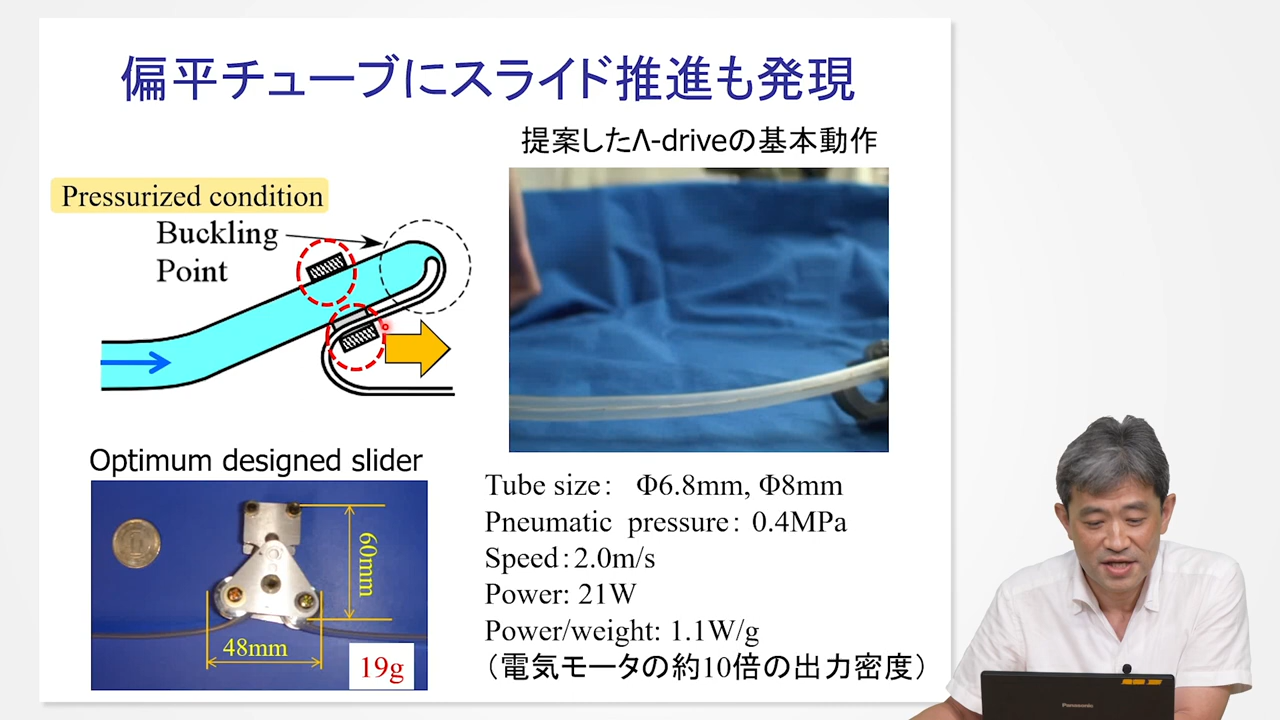 偏平チューブにスライド推進も発現
提案したΛ-driveの基本動作
Pressurized condition
Buckling
Point
Optimum designed slider
60mm
48mm
19g
Tube size： Φ6.8mm, Φ8mm
Pneumatic pressure：0.4MPa
Speed：2.0m/s
Power: 21W
Power/weight: 1.1W/g
（電気モータの約10倍の出力密度）
Panasonic